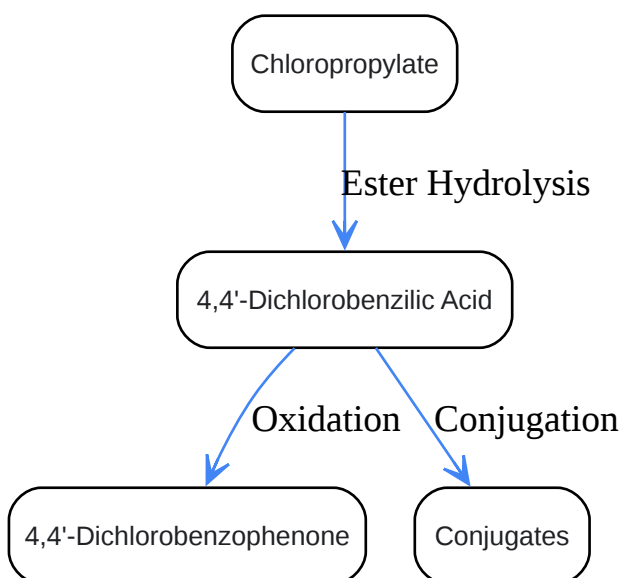 Chloropropylate
Ester Hydrolysis
4,4'-Dichlorobenzilic Acid
Oxidation
Conjugation
4,4'-Dichlorobenzophenone
Conjugates